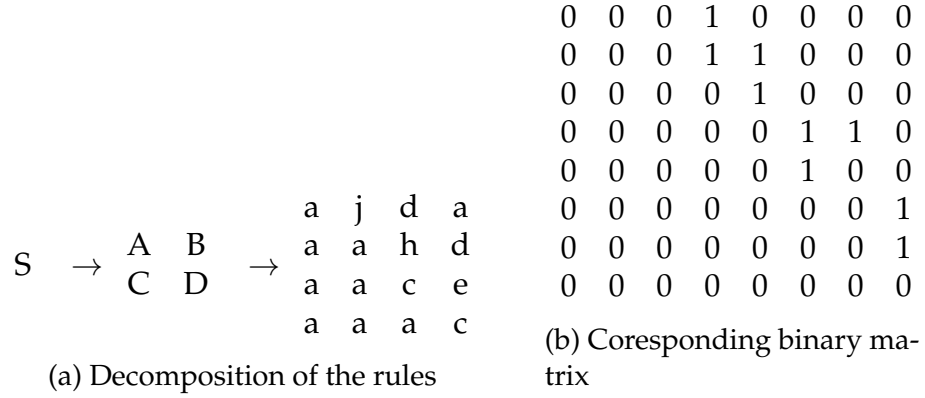 S → A B C D → a j d a
a a h d
a a c e
a a a c
(a) Decomposition of the rules
0 0 0 1 0 0 0 0
0 0 0 1 1 0 0 0
0 0 0 0 1 0 0 0
0 0 0 0 0 1 1 0
0 0 0 0 0 1 0 0
0 0 0 0 0 0 0 1
0 0 0 0 0 0 0 1
0 0 0 0 0 0 0 0
(b) Coresponding binary ma-
trix